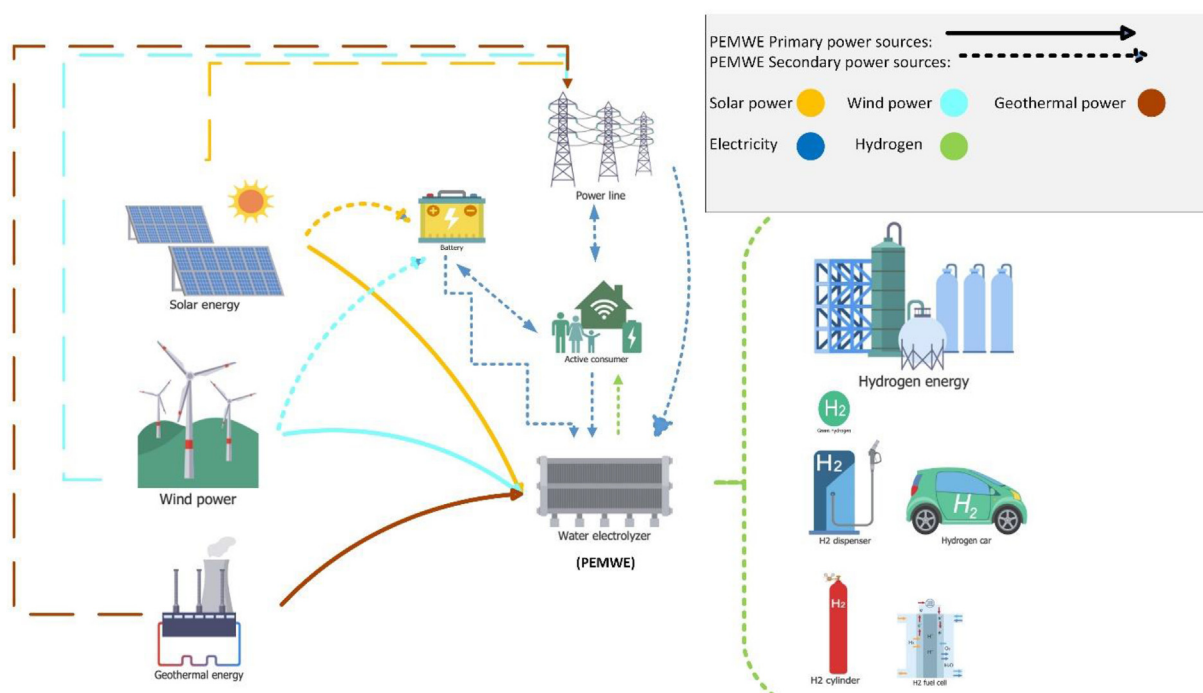 PEMWE Primary power sources:
PEMWE Secondary power sources:
Solar power
Wind power
Geothermal power
Electricity
Hydrogen
Power line
Battery
Solar energy
Active consumer
Hydrogen energy
H2
Green hydrogen
Wind power
Water electrolyzer
(PEMWE)
H2
H2 dispenser
H2
Hydrogen car
Geothermal energy
H2
H2 cylinder
H+
H+
H2 fuel cell